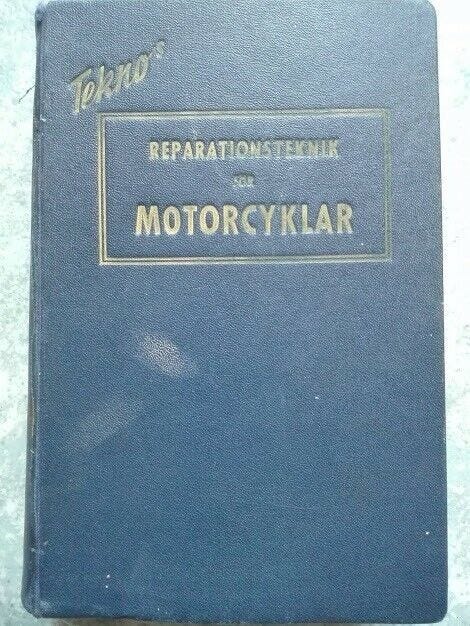 Tekno's
REPARATIONSTEKNIK
FÖR
MOTORCYKLAR